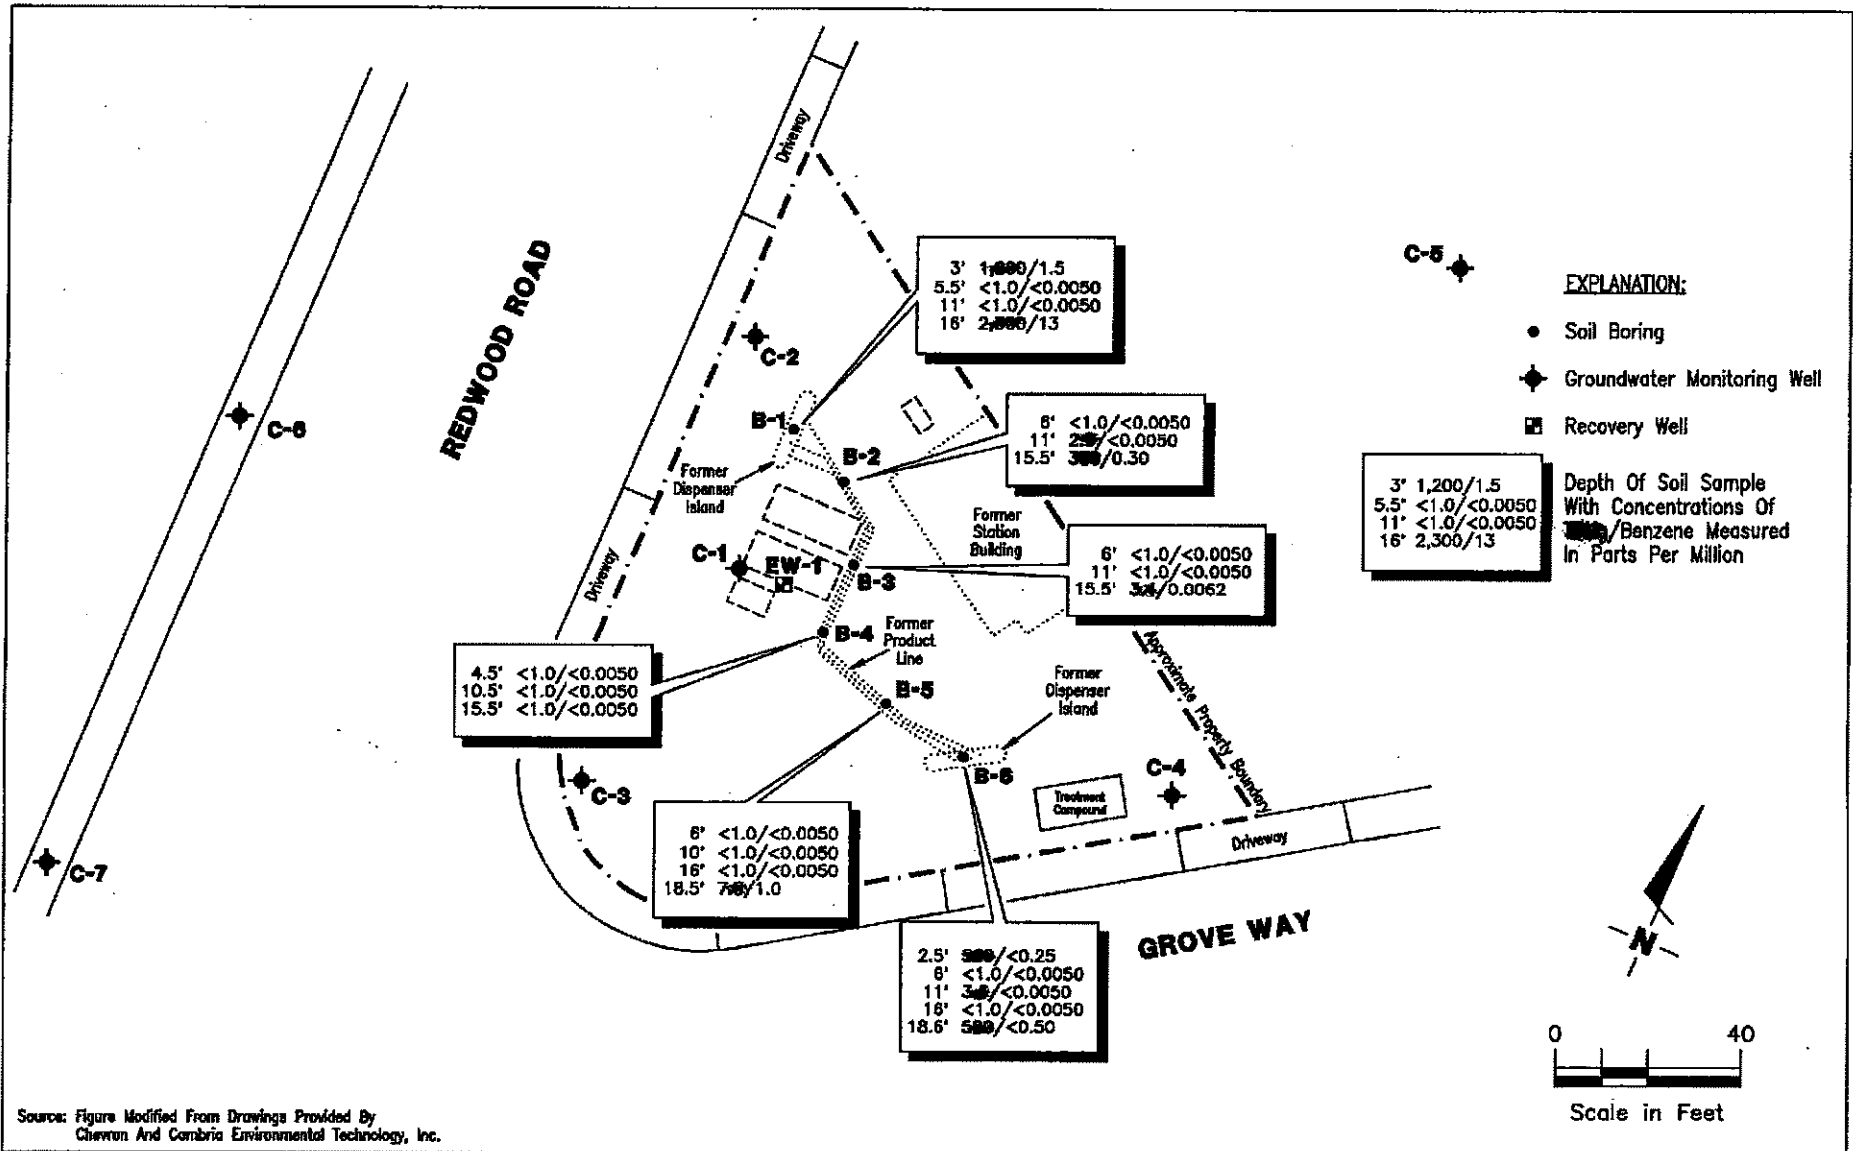 Driveway
REDWOOD ROAD
C-2
C-6
C-7
C-5
3' /1.5
5.5' <1.0/<0.0050
11' <1.0/<0.0050
16' /13
B-1
Former
Dispenser
Island
B-2
6' <1.0/<0.0050
11' /<0.0050
15.5' /0.30
Former
Station
Building
C-1
EW-1
B-3
6' <1.0/<0.0050
11' <1.0/<0.0050
15.5' /0.0062
Driveway
B-4
Former
Product
Line
4.5' <1.0/<0.0050
10.5' <1.0/<0.0050
15.5' <1.0/<0.0050
B-5
Former
Dispenser
Island
B-6
Approximate Property Boundary
C-3
C-4
Treatment
Compound
Driveway
6' <1.0/<0.0050
10' <1.0/<0.0050
16' <1.0/<0.0050
18.5' /1.0
GROVE WAY
2.5' /<0.25
6' <1.0/<0.0050
11' /<0.0050
16' <1.0/<0.0050
18.6' /<0.50
EXPLANATION:
Soil Boring
Groundwater Monitoring Well
Recovery Well
3' 1,200/1.5
5.5' <1.0/<0.0050
11' <1.0/<0.0050
16' 2,300/13
Depth Of Soil Sample
With Concentrations Of
/Benzene Measured
In Parts Per Million
N
0 40
Scale in Feet
Source: Figure Modified From Drawings Provided By
Chevron And Cambria Environmental Technology, Inc.